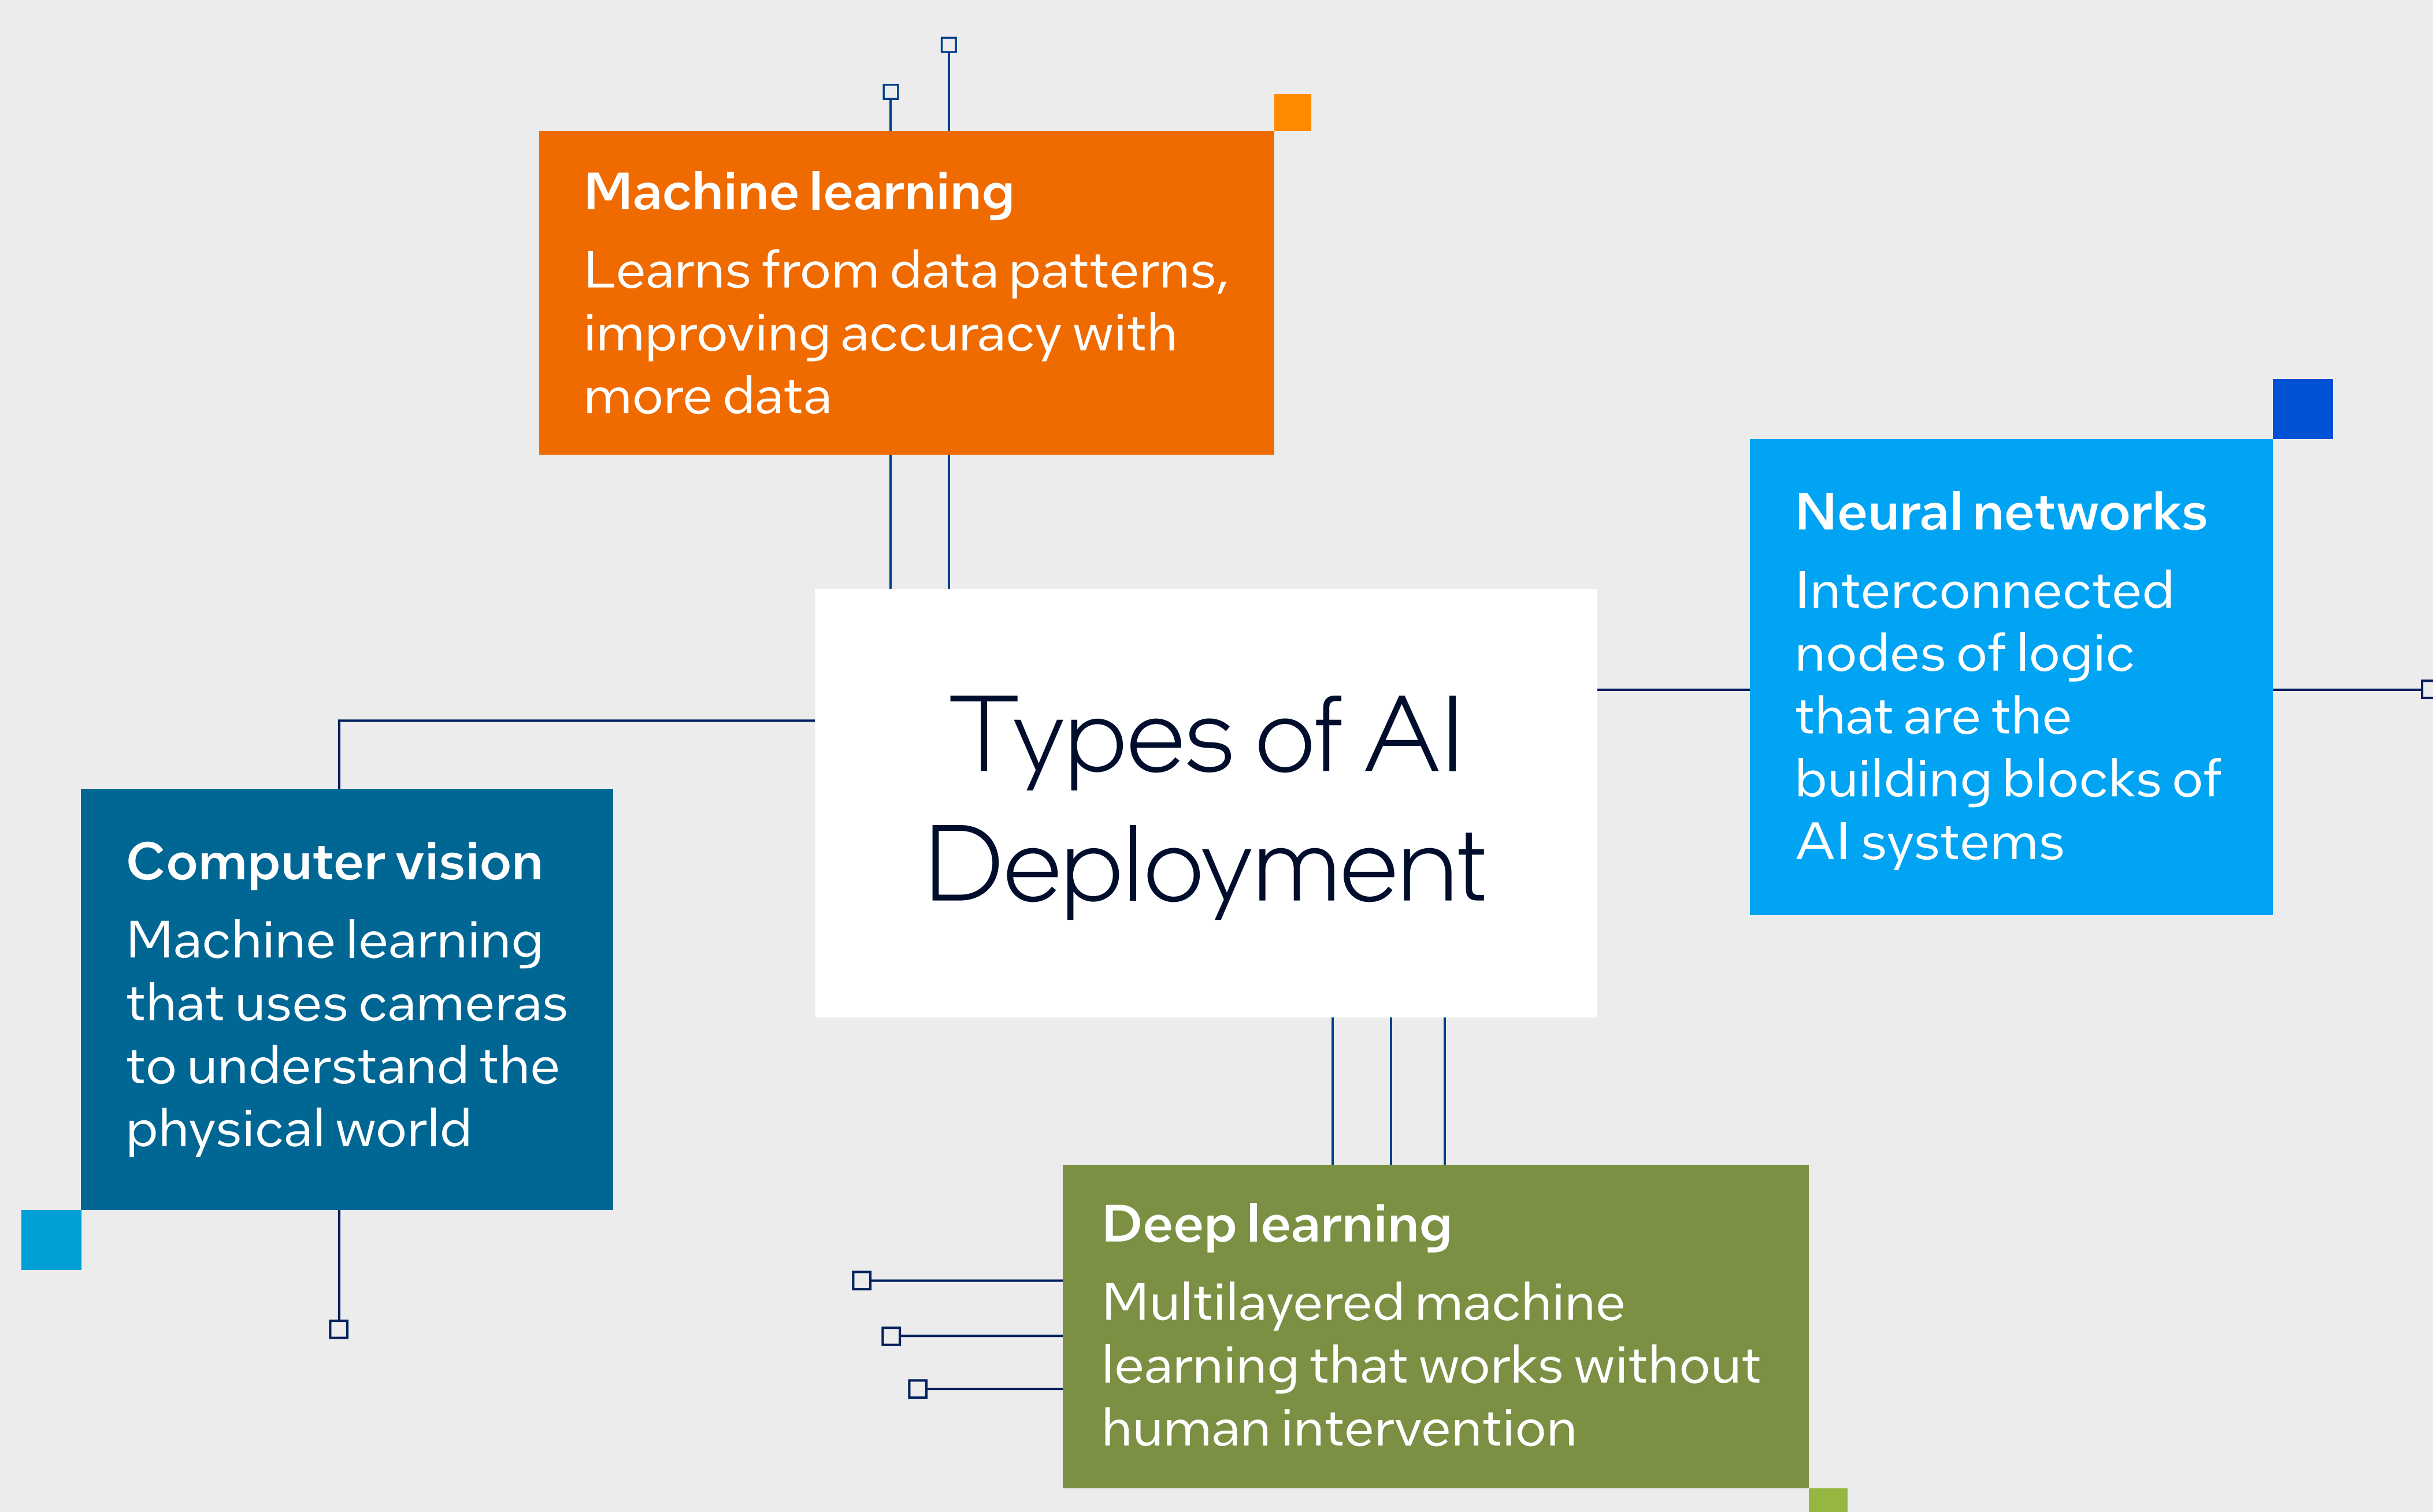 Machine learning
Learns from data patterns,
improving accuracy with
more data
Neural networks
Interconnected
nodes of logic
that are the
building blocks of
AI systems
Types of AI
Deployment
Computer vision
Machine learning
that uses cameras
to understand the
physical world
Deep learning
Multilayered machine
learning that works without
human intervention